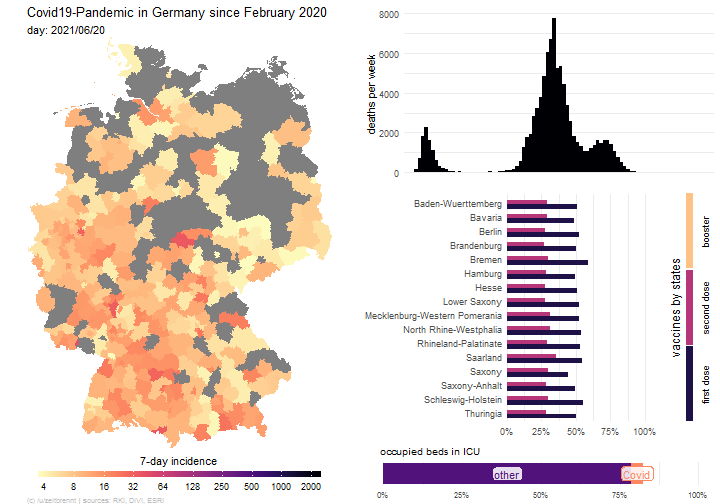 Covid19-Pandemic in Germany since February 2020
day: 2021/06/20
7-day incidence
4 8 16 32 64 128 400 800 2000
(c) /u/zeitbremt | sources: RKI, DIVI, ESRI
deaths per week
8000
6000
4000
2000
0
Baden-Wuerttemberg
Bavaria
Berlin
Brandenburg
Bremen
Hamburg
Hesse
Lower Saxony
Mecklenburg-Western Pomerania
North Rhine-Westphalia
Rhineland-Palatinate
Saarland
Saxony
Saxony-Anhalt
Schleswig-Holstein
Thuringia
0% 25% 50% 75% 100%
vaccines by states
booster
second dose
first dose
occupied beds in ICU
other
Covid
0% 25% 50% 75% 100%